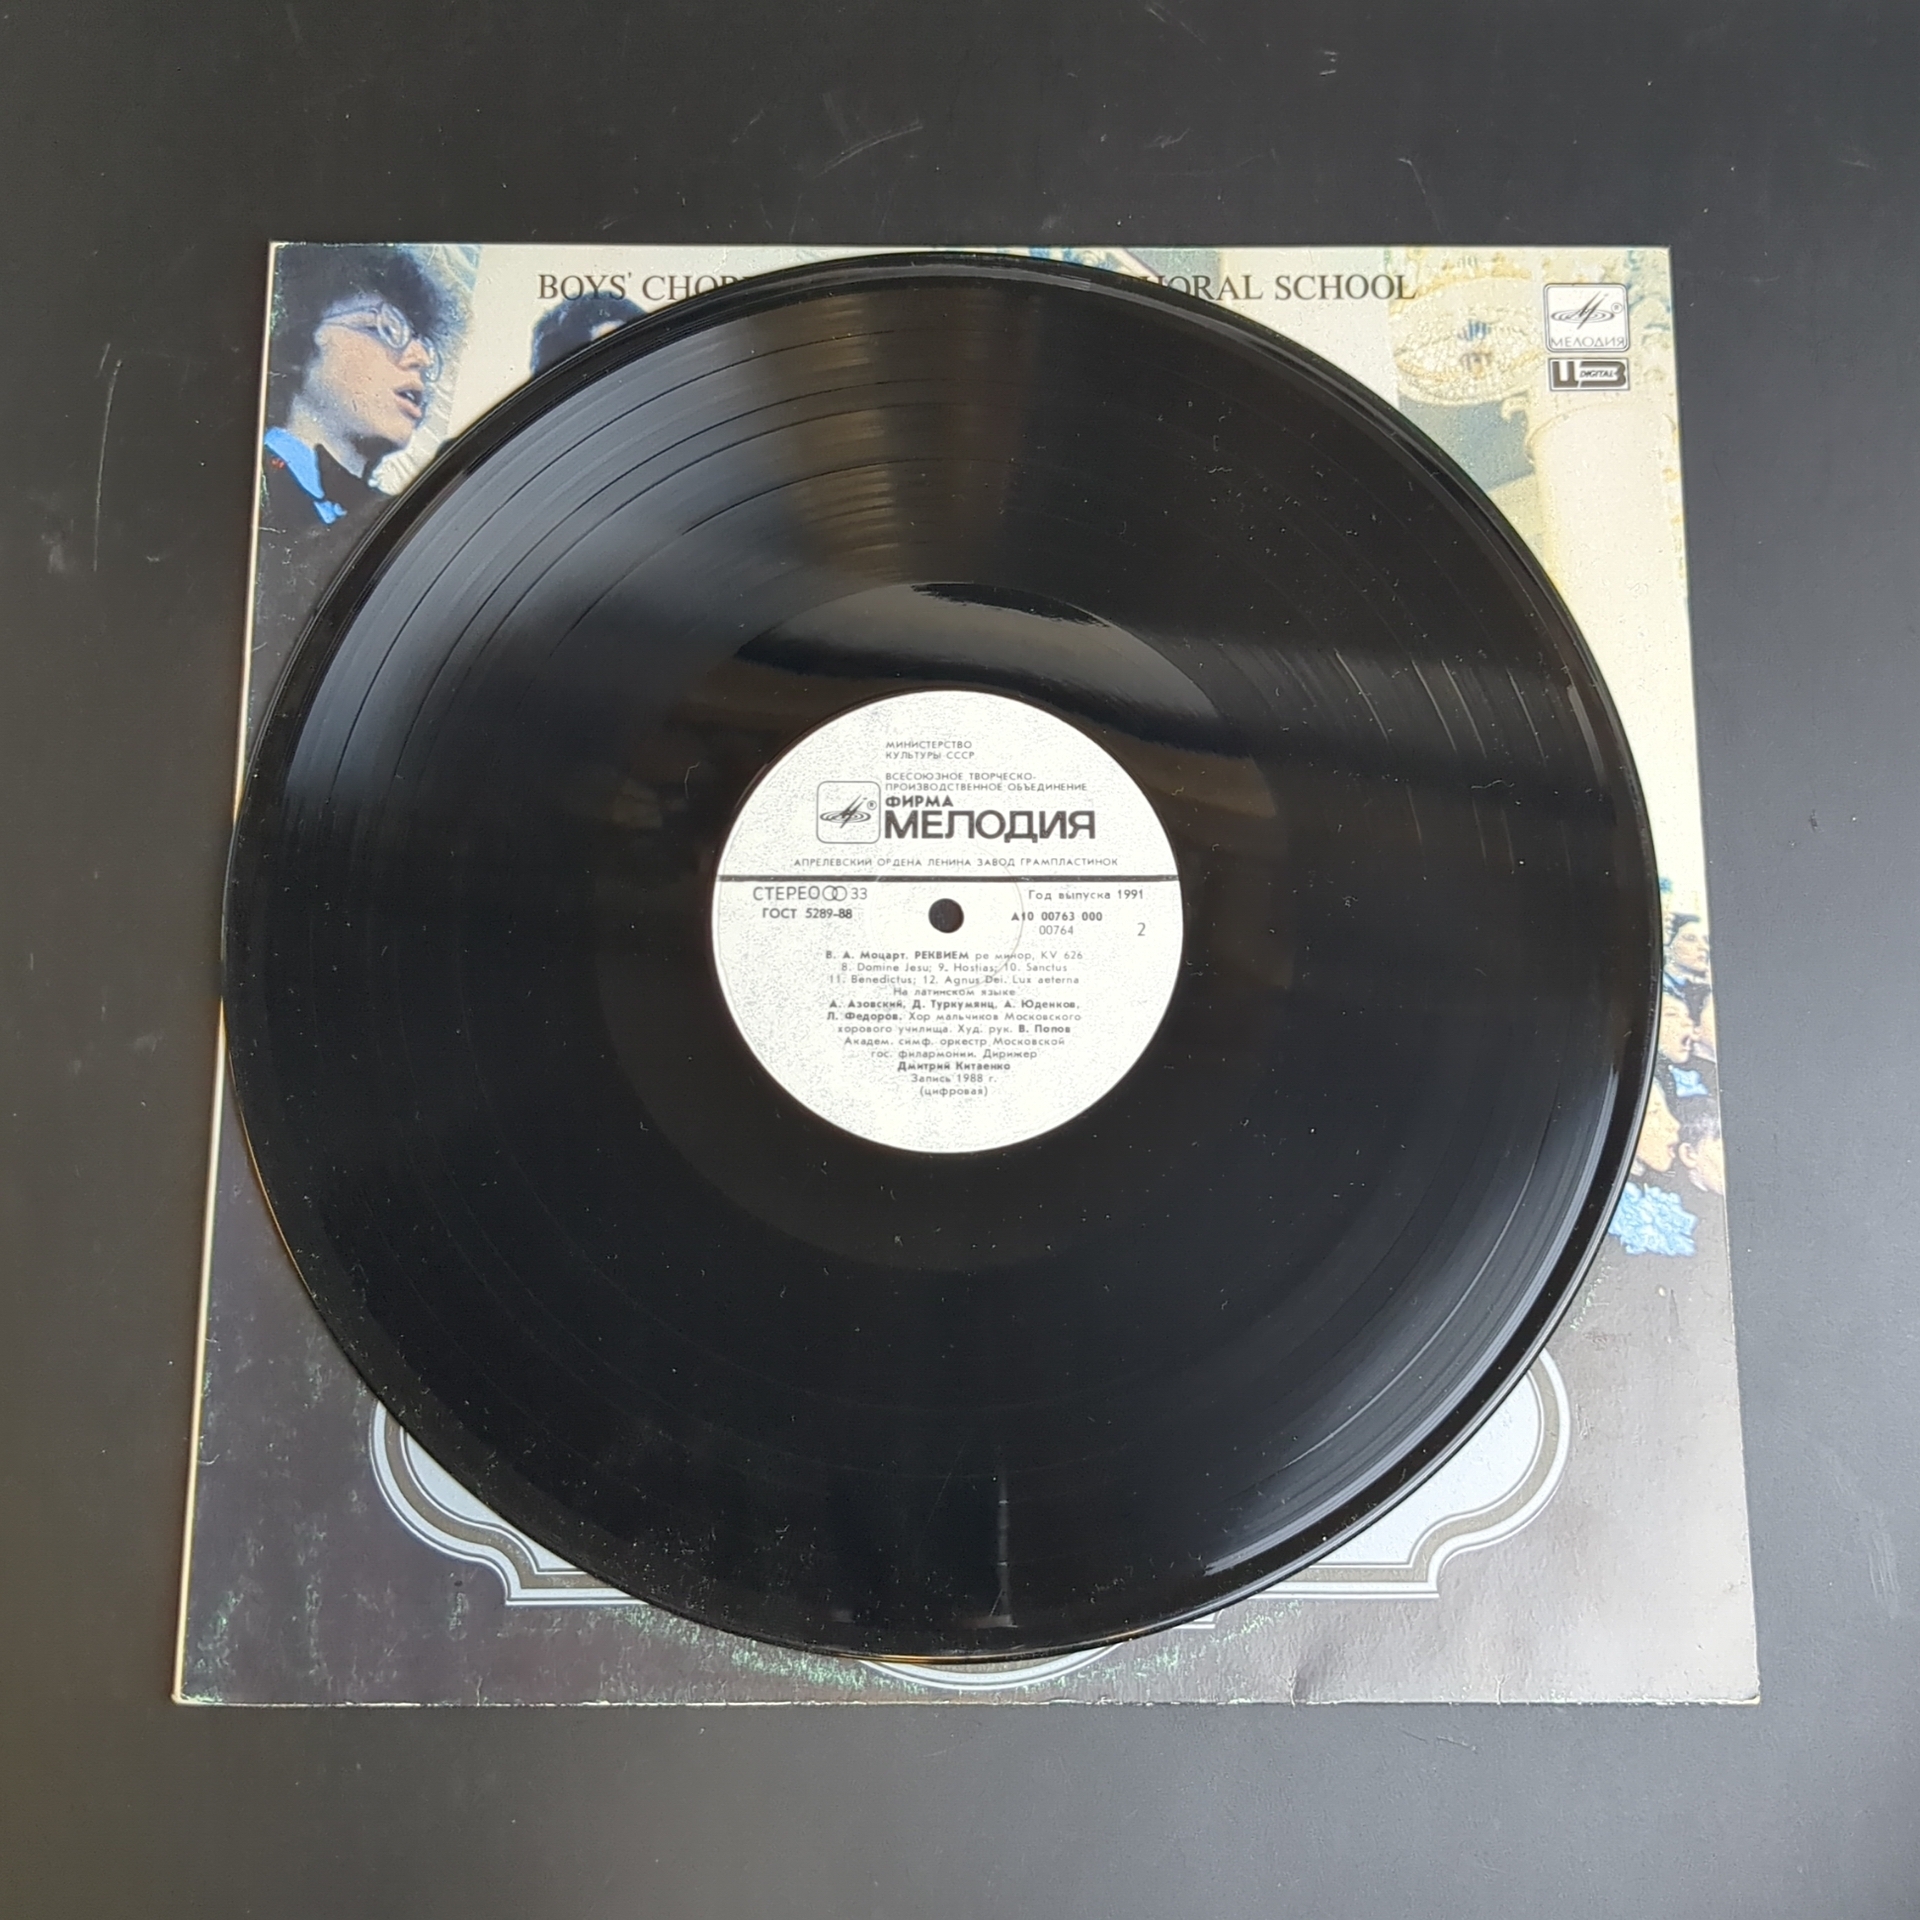 BOYS' CHO HORAL SCHOOL
МЕЛОДИЯ
ЦЗ DIGITAL
МИНИСТЕРСТВО
КУЛЬТУРЫ СССР
ВСЕСОЮЗНОЕ ТВОРЧЕСКО-
ПРОИЗВОДСТВЕННОЕ ОБЪЕДИНЕНИЕ
ФИРМА
МЕЛОДИЯ
АПРЕЛЕВСКИЙ ОРДЕНА ЛЕНИНА ЗАВОД ГРАМПЛАСТИНОК
СТЕРЕО 33 Год выпуска 1991
ГОСТ 5289-88 А10 00763 000
00764 2
В. А. Моцарт. РЕКВИЕМ ре минор, KV 626
8. Domine Jesu; 9. Hostias; 10. Sanctus
11. Benedictus; 12. Agnus Dei. Lux aeterna
На латинском языке
А. Азовский, Д. Туркумянц, А. Юденков,
Л. Федоров, Хор мальчиков Московского
хорового училища. Худ. рук. В. Попов
Академ. симф. оркестр Московской
гос. филармонии. Дирижер
Дмитрий Китаенко
Запись 1988 г.
(цифровая)